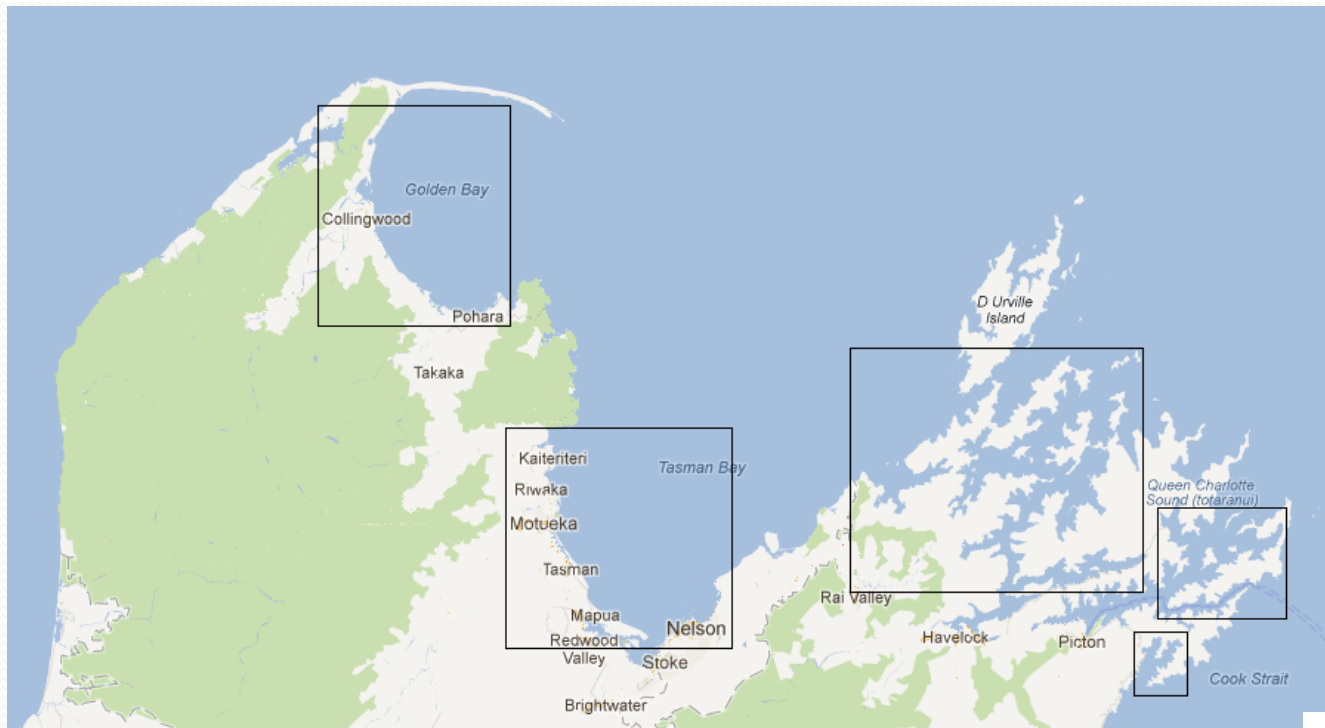 Golden Bay
Collingwood
D Urville
Island
Pohara
Takaka
Kaiteriteri
Tasman Bay
Riwaka
Queen Charlotte
Sound (totaranui)
Motueka
Tasman
Rai Valley
Mapua
Nelson
Redwood
Valley
Havelock
Picton
Stoke
Cook Strait
Brightwater